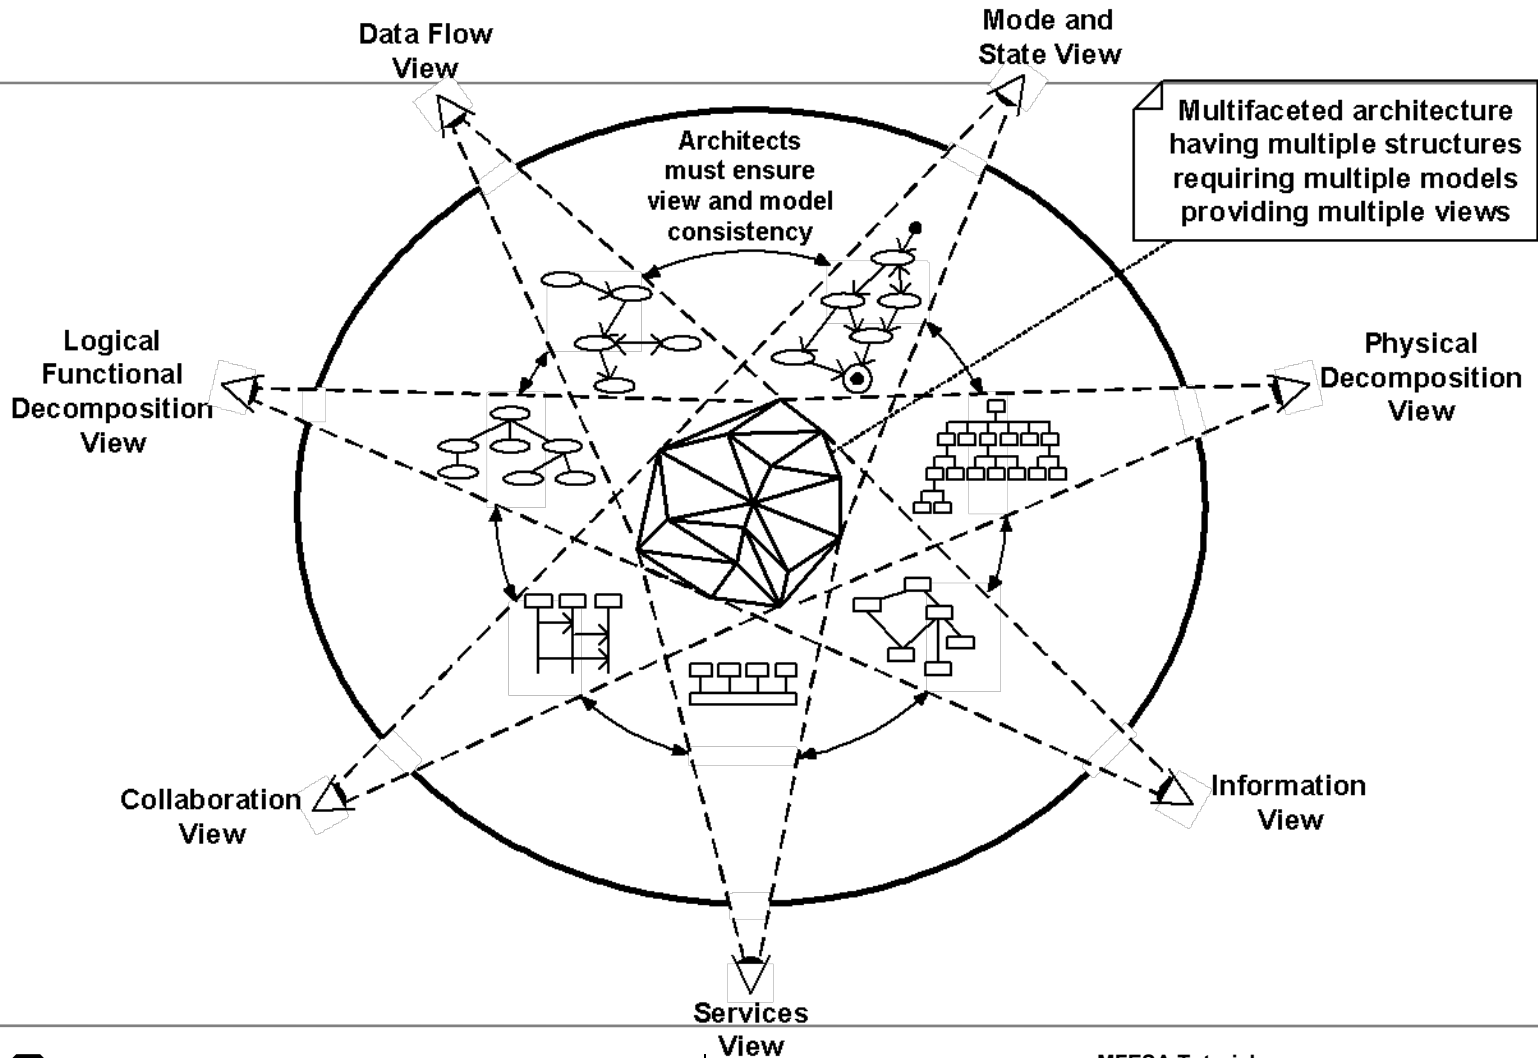 Data Flow
View
Mode and
State View
Multifaceted architecture
having multiple structures
requiring multiple models
providing multiple views
Architects
must ensure
view and model
consistency
Logical
Functional
Decomposition
View
Physical
Decomposition
View
Collaboration
View
Information
View
Services
View